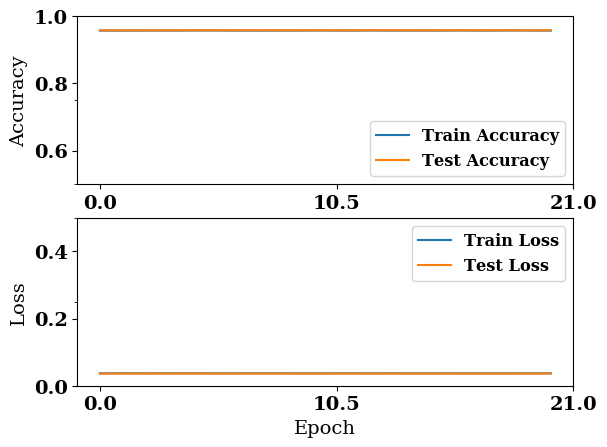 1.0
0.8
0.6
Accuracy
Train Accuracy
Test Accuracy
0.0 10.5 21.0
0.4
0.2
0.0
Loss
Train Loss
Test Loss
0.0 10.5 21.0
Epoch